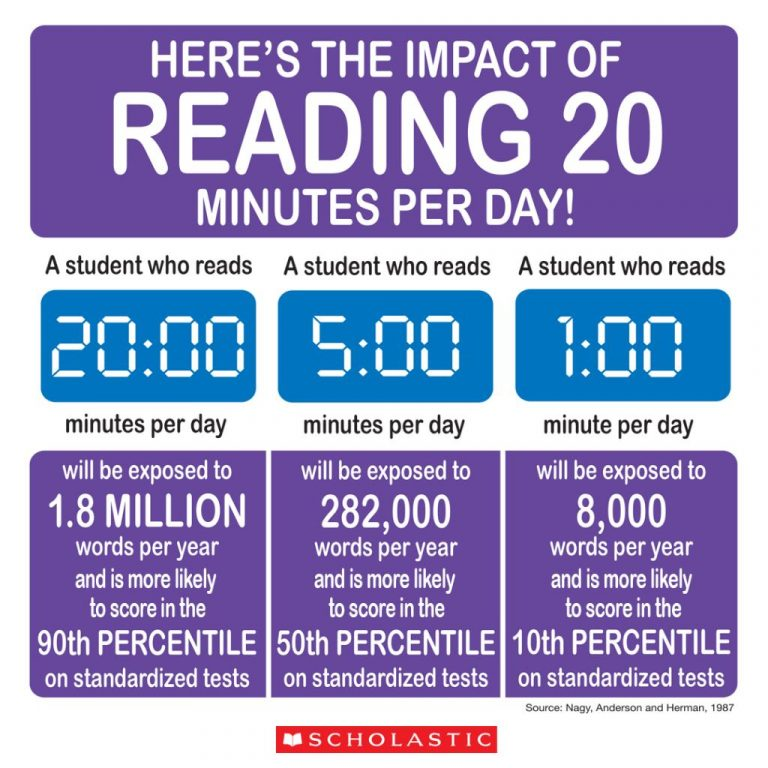 HERE'S THE IMPACT OF
READING 20
MINUTES PER DAY!
A student who reads
20:00
minutes per day
will be exposed to
1.8 MILLION
words per year
and is more likely
to score in the
90th PERCENTILE
on standardized tests
A student who reads
5:00
minutes per day
will be exposed to
282,000
words per year
and is more likely
to score in the
50th PERCENTILE
on standardized tests
A student who reads
1:00
minute per day
will be exposed to
8,000
words per year
and is more likely
to score in the
10th PERCENTILE
on standardized tests
Source: Nagy, Anderson and Herman, 1987
SCHOLASTIC